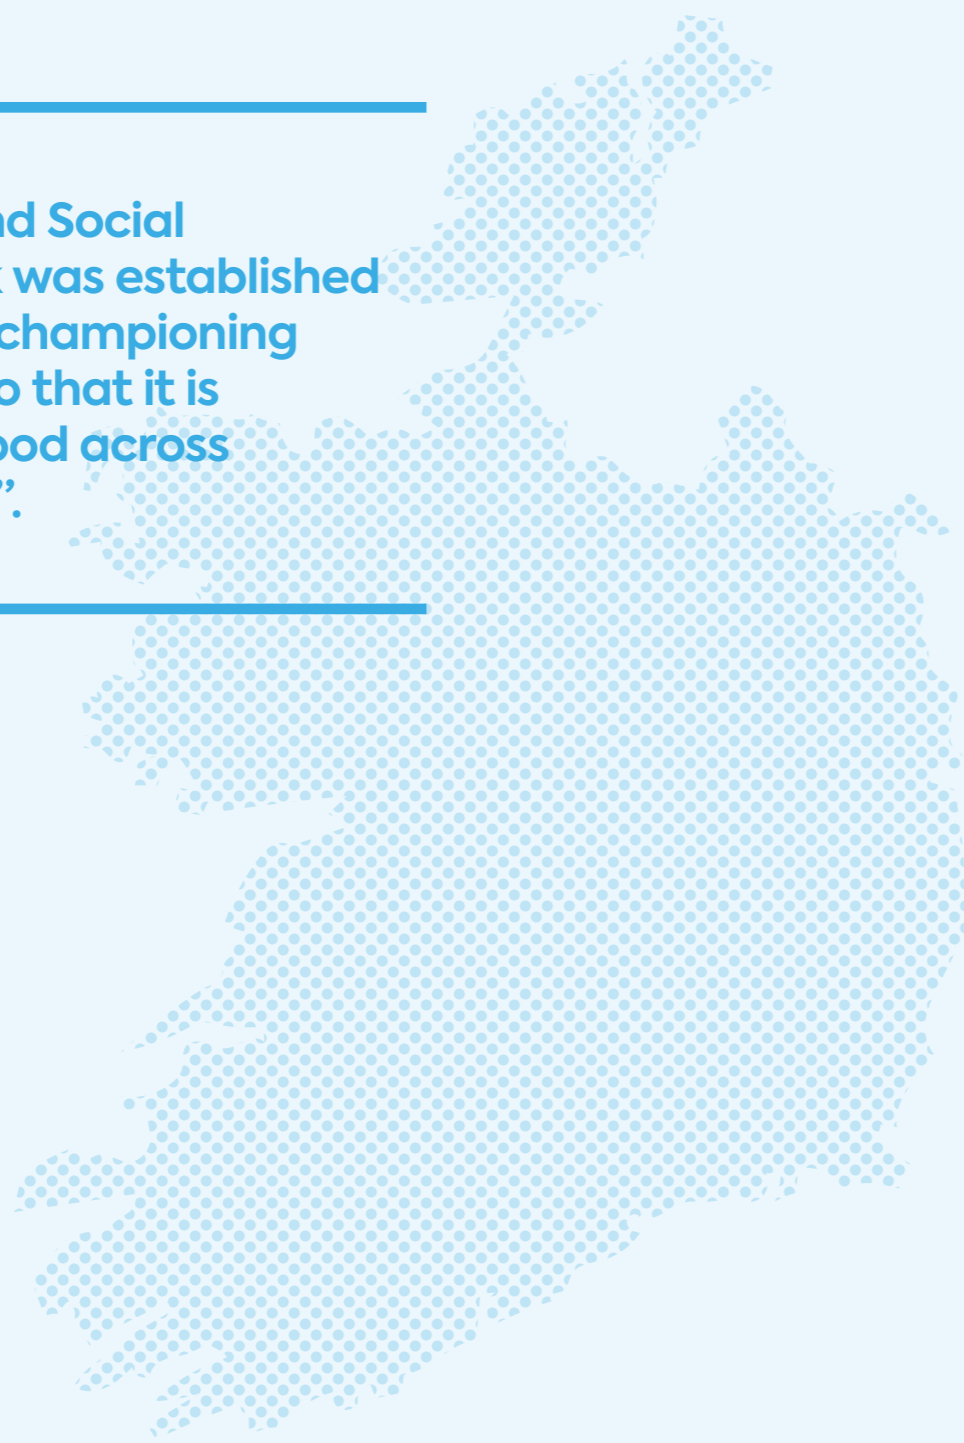 nd Social
was established
championing
o that it is
ood across
”.